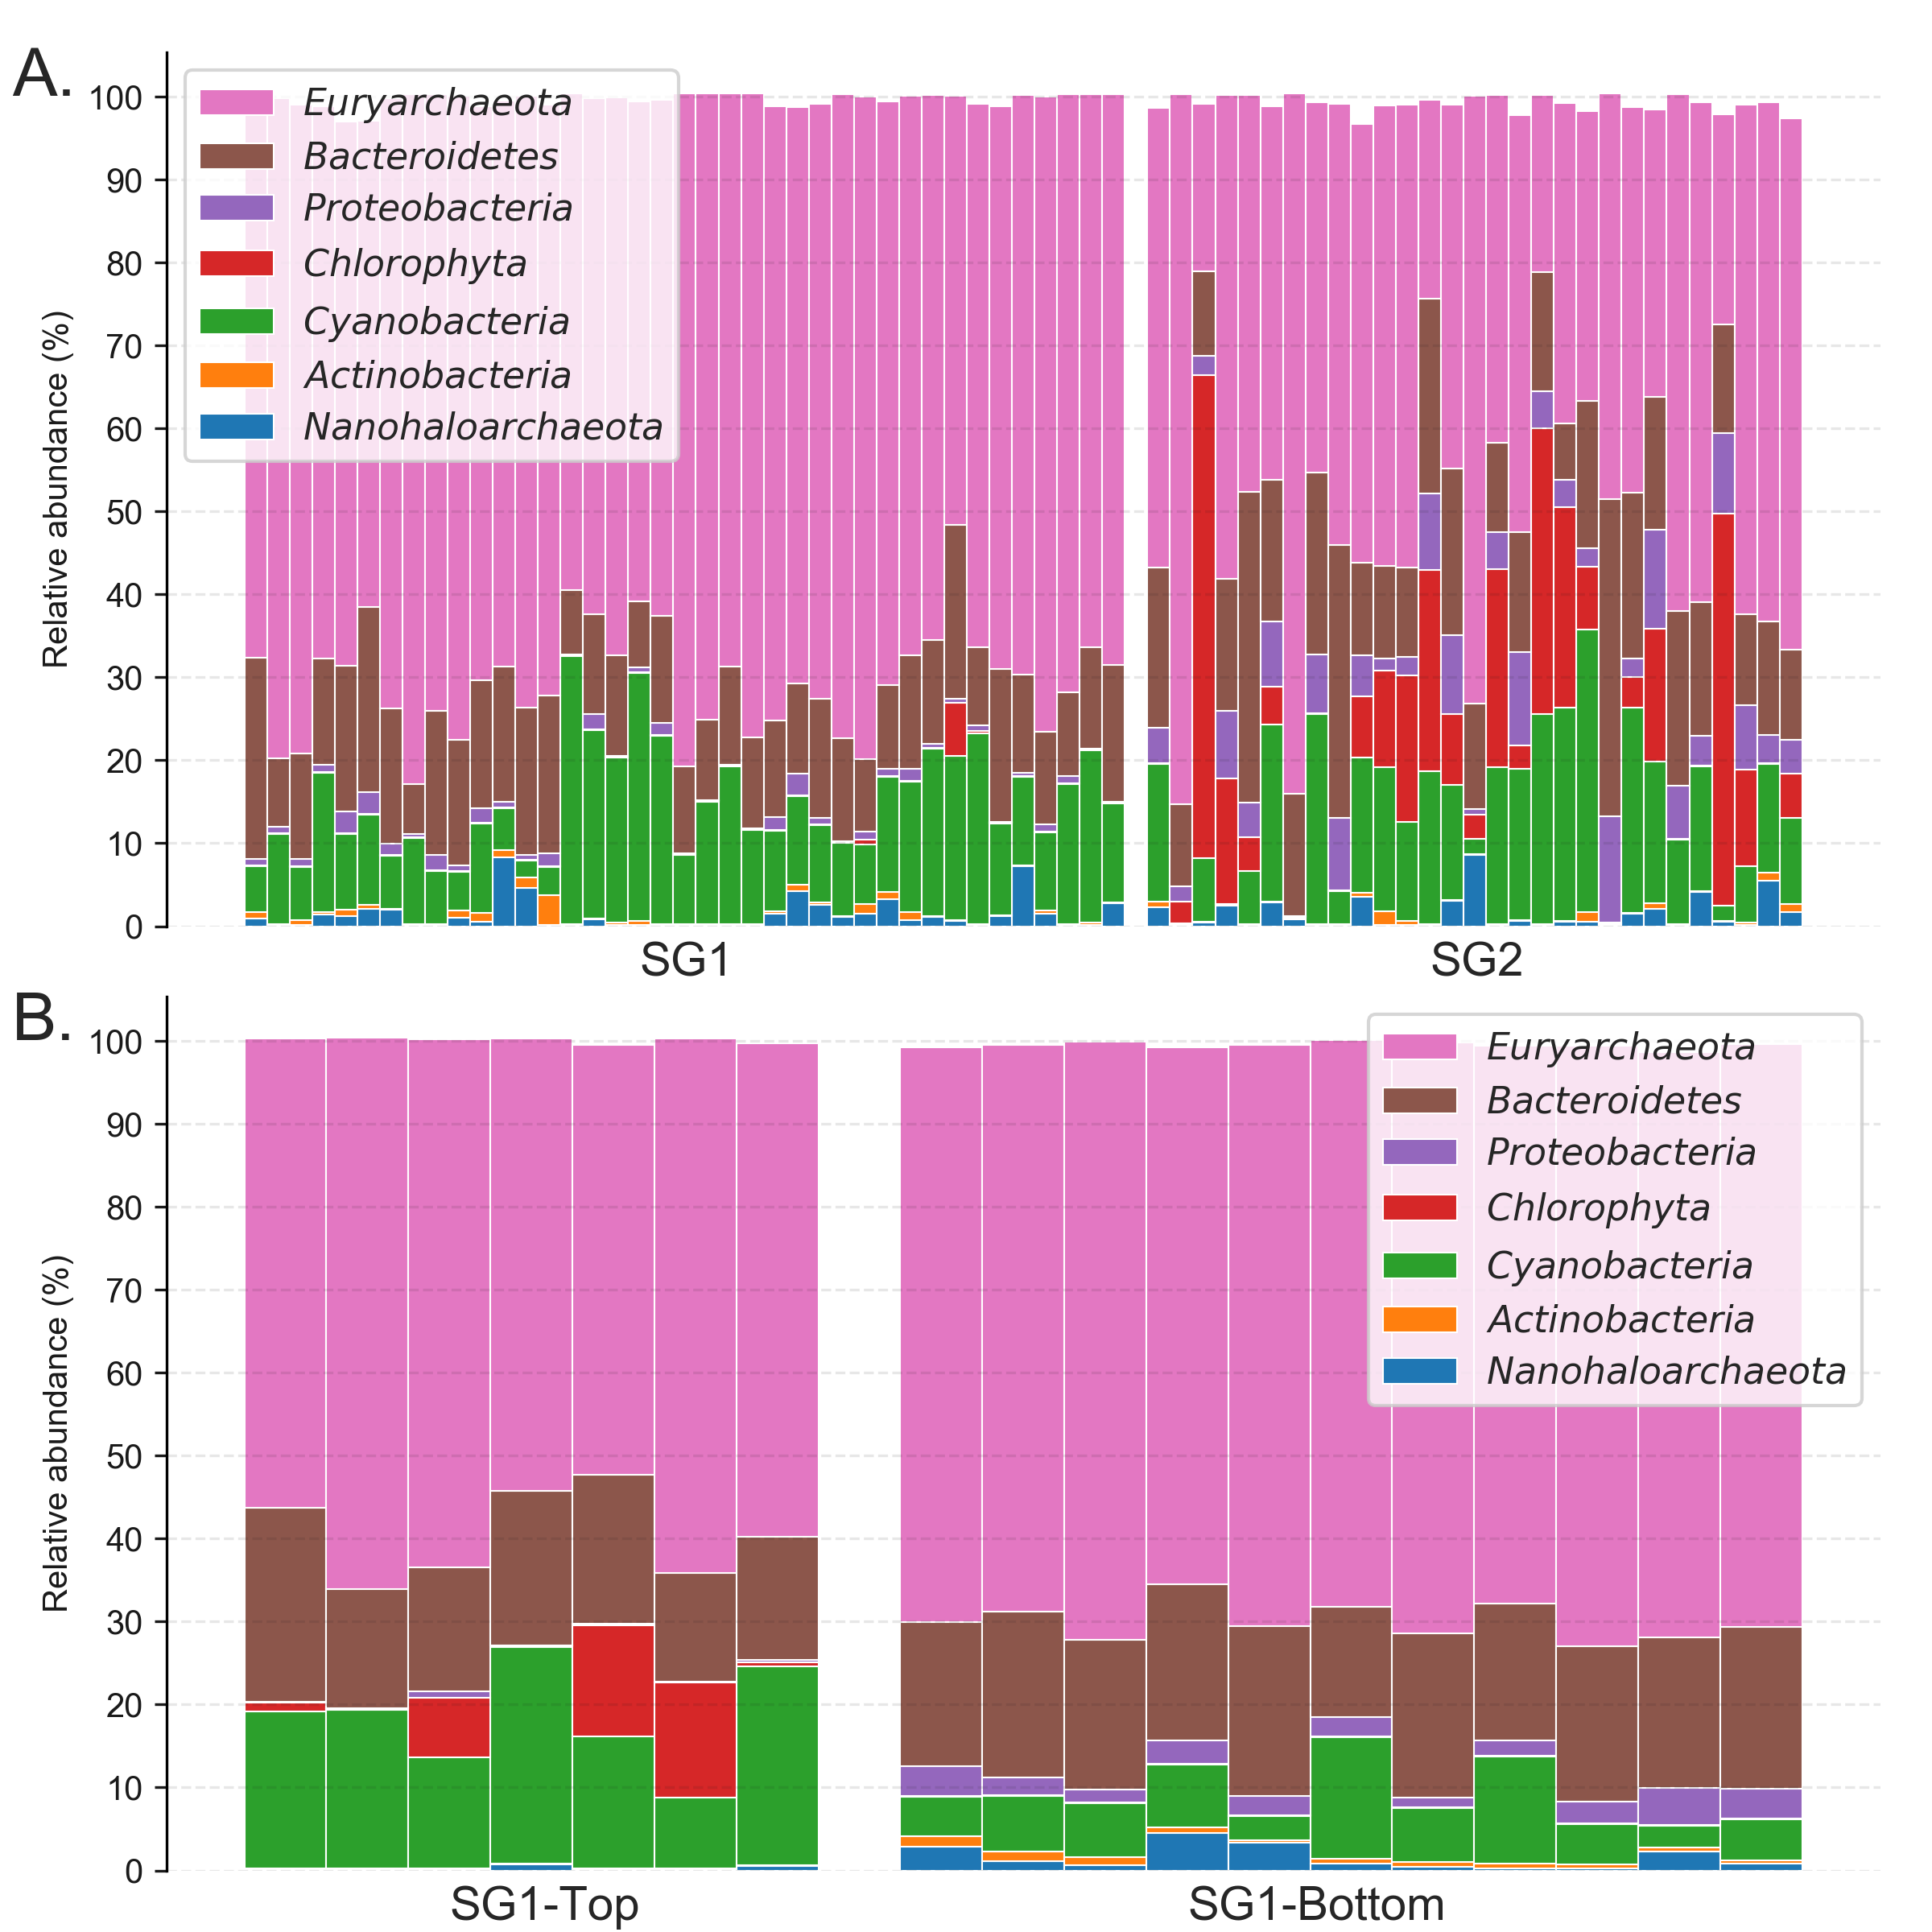 A.
Relative abundance (%)
100
90
80
70
60
50
40
30
20
10
0
Euryarchaeota
Bacteroidetes
Proteobacteria
Chlorophyta
Cyanobacteria
Actinobacteria
Nanohaloarchaeota
SG1
SG2
B.
Relative abundance (%)
100
90
80
70
60
50
40
30
20
10
0
Euryarchaeota
Bacteroidetes
Proteobacteria
Chlorophyta
Cyanobacteria
Actinobacteria
Nanohaloarchaeota
SG1-Top
SG1-Bottom